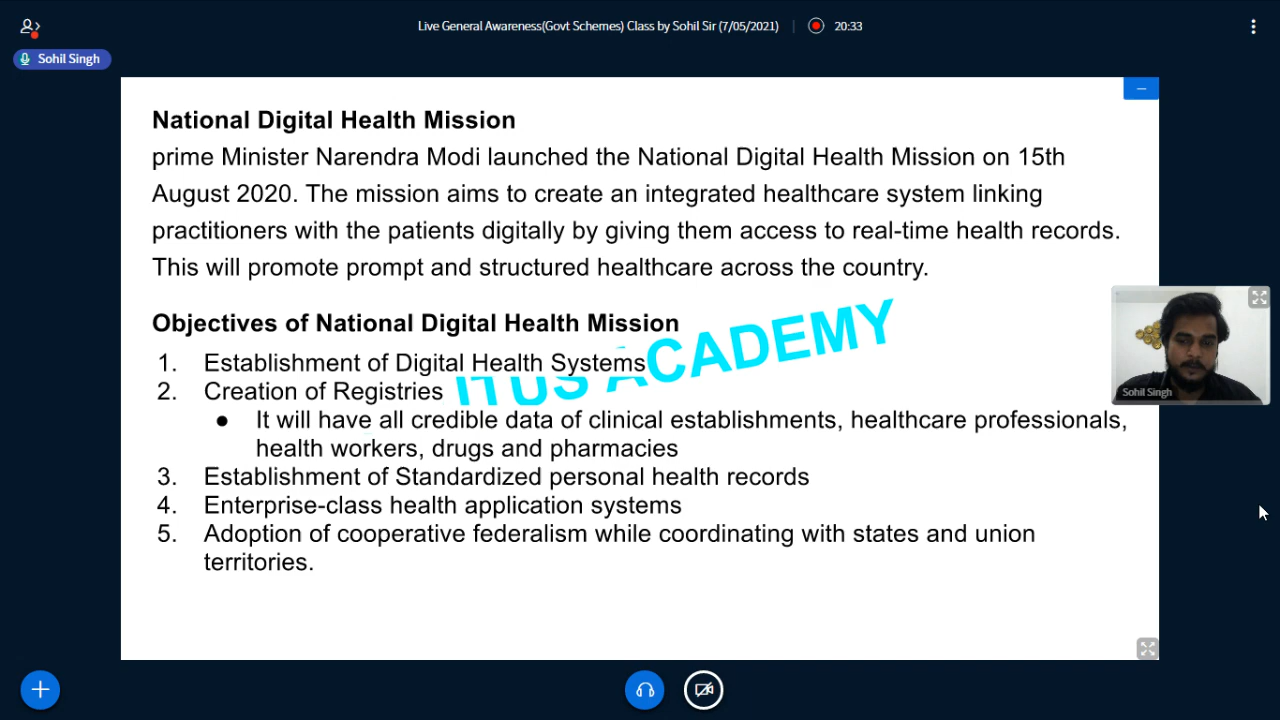 Live General Awareness(Govt Schemes) Class by Sohil Sir (7/05/2021)
20:33
Sohil Singh
National Digital Health Mission
prime Minister Narendra Modi launched the National Digital Health Mission on 15th
August 2020. The mission aims to create an integrated healthcare system linking
practitioners with the patients digitally by giving them access to real-time health records.
This will promote prompt and structured healthcare across the country.
Objectives of National Digital Health Mission
1. Establishment of Digital Health Systems
2. Creation of Registries
● It will have all credible data of clinical establishments, healthcare professionals,
health workers, drugs and pharmacies
3. Establishment of Standardized personal health records
4. Enterprise-class health application systems
5. Adoption of cooperative federalism while coordinating with states and union
territories.
ITUS ACADEMY
Sohil Singh